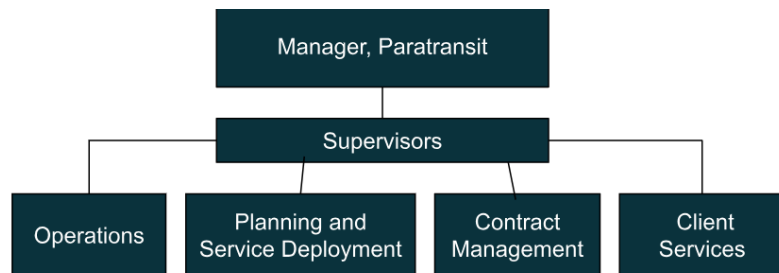 Manager, Paratransit
Supervisors
Operations
Planning and
Service Deployment
Contract
Management
Client
Services